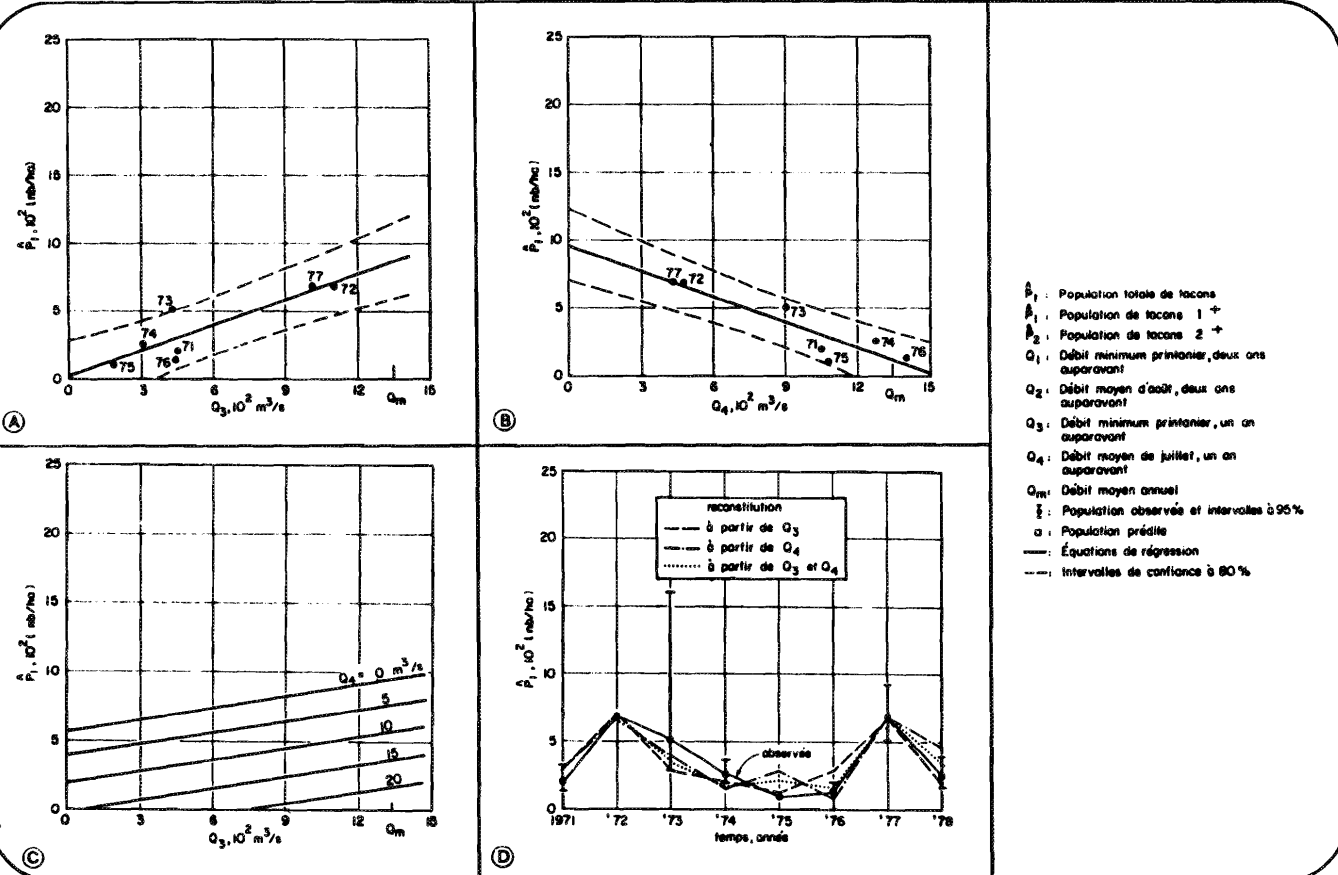 25
20
15
10
5
0
P̂1, 10² (nb/ha)
73
74
75
76
71
77
72
0 3 6 9 12 Qm 15
Q3, 10² m³/s
A
25
20
15
10
5
0
P̂1, 10² (nb/ha)
77 72
73
71
75
74
76
0 3 6 9 12 Qm 15
Q4, 10² m³/s
B
25
20
15
10
5
0
P̂1, 10² (nb/ha)
Q4 = 0 m³/s
5
10
15
20
0 3 6 9 12 Qm 15
Q3, 10² m³/s
C
25
20
15
10
5
0
P̂1, 10² (nb/ha)
reconstitution
à partir de Q3
à partir de Q4
à partir de Q3 et Q4
observée
1971 '72 '73 '74 '75 '76 '77 '78
temps, année
D
: Population totale de tacons
P̂1 : Population de tacons 1+
P̂2 : Population de tacons 2+
Q1 : Débit minimum printanier, deux ans
auparavant
Q2 : Débit moyen d'août, deux ans
auparavant
Q3 : Débit minimum printanier, un an
auparavant
Q4 : Débit moyen de juillet, un an
auparavant
Qm : Débit moyen annuel
: Population observée et intervalles à 95%
: Population prédite
: Équations de régression
: Intervalles de confiance à 80%